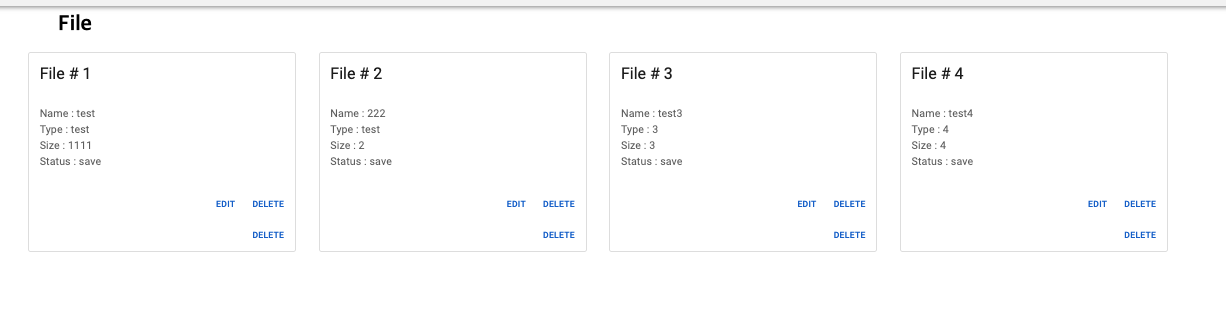 File
File # 1
Name : test
Type : test
Size : 1111
Status : save
EDIT DELETE
DELETE
File # 2
Name : 222
Type : test
Size : 2
Status : save
EDIT DELETE
DELETE
File # 3
Name : test3
Type : 3
Size : 3
Status : save
EDIT DELETE
DELETE
File # 4
Name : test4
Type : 4
Size : 4
Status : save
EDIT DELETE
DELETE